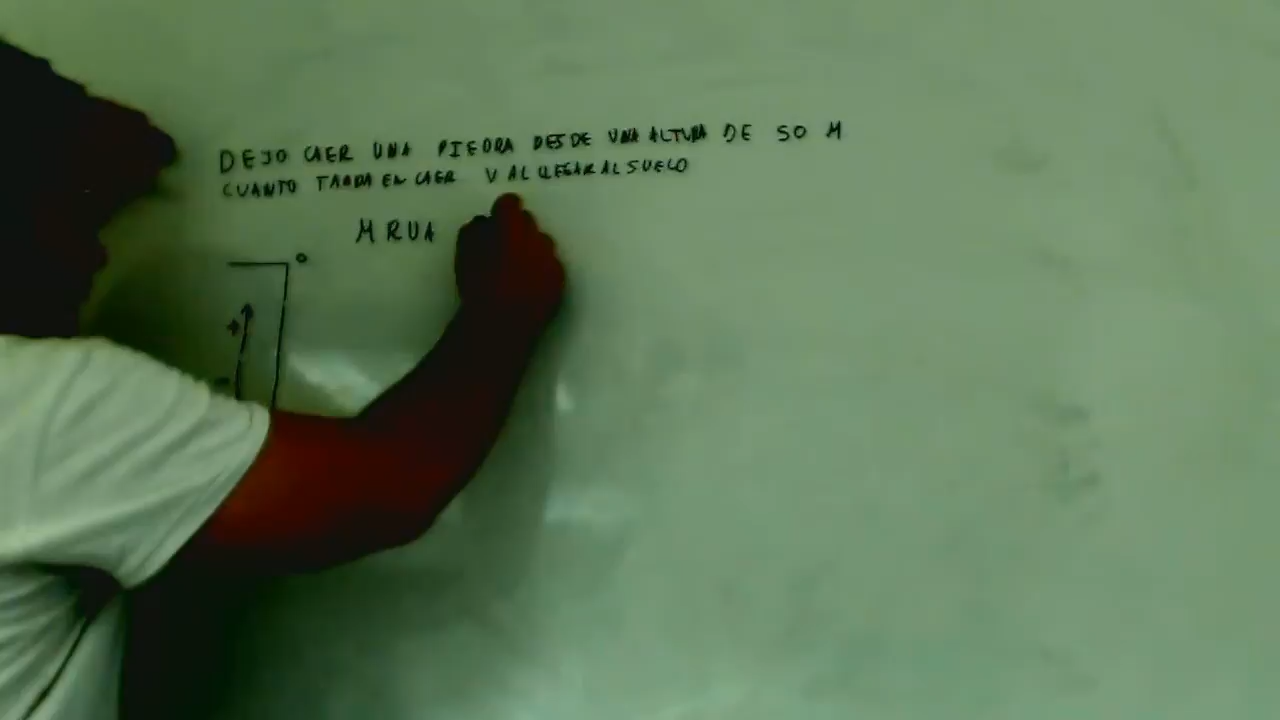 DEJO CAER UNA PIEDRA DESDE UNA ALTURA DE 50 M
CUANTO TARDA EN CAER V AL LLEGAR AL SUELO
MRUA
+